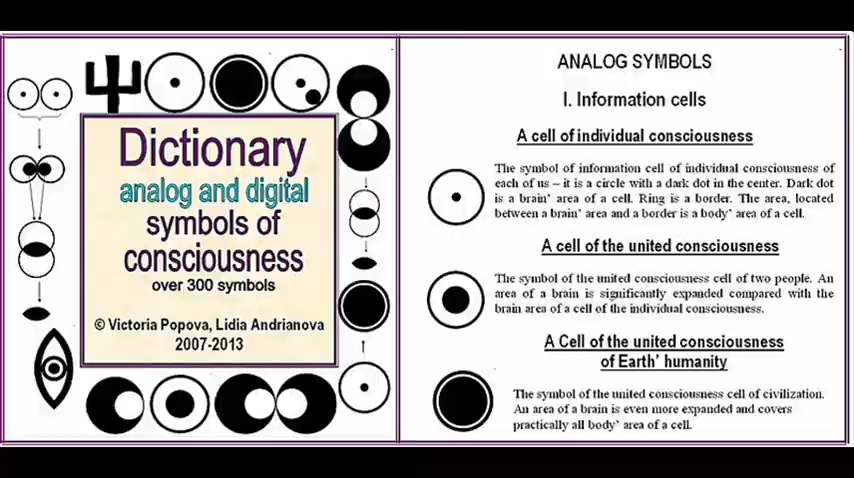 Dictionary
analog and digital
symbols of
consciousness
over 300 symbols
© Victoria Popova, Lidia Andrianova
2007-2013
ANALOG SYMBOLS
I. Information cells
A cell of individual consciousness
The symbol of information cell of individual consciousness of
each of us – it is a circle with a dark dot in the center. Dark dot
is a brain’ area of a cell. Ring is a border. The area, located
between a brain’ area and a border is a body’ area of a cell.
A cell of the united consciousness
The symbol of the united consciousness cell of two people. An
area of a brain is significantly expanded compared with the
brain area of a cell of the individual consciousness.
A Cell of the united consciousness
of Earth’ humanity
The symbol of the united consciousness cell of civilization.
An area of a brain is even more expanded and covers
practically all body’ area of a cell.